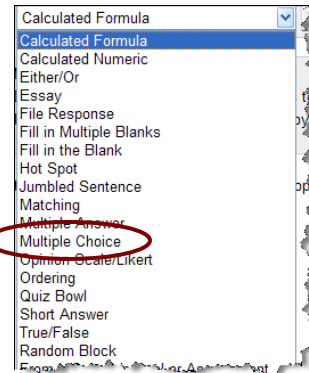 Calculated Formula
Calculated Formula
Calculated Numeric
Either/Or
Essay
File Response
Fill in Multiple Blanks
Fill in the Blank
Hot Spot
Jumbled Sentence
Matching
Multiple Answer
Multiple Choice
Opinion Scale/Likert
Ordering
Quiz Bowl
Short Answer
True/False
Random Block
From